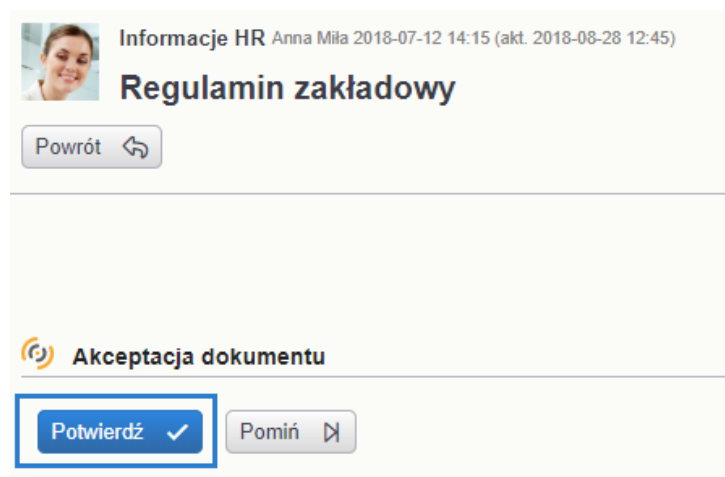 Informacje HR Anna Miła 2018-07-12 14:15 (akt. 2018-08-28 12:45)
Regulamin zakładowy
Powrót
Akceptacja dokumentu
Potwierdź
Pomiń